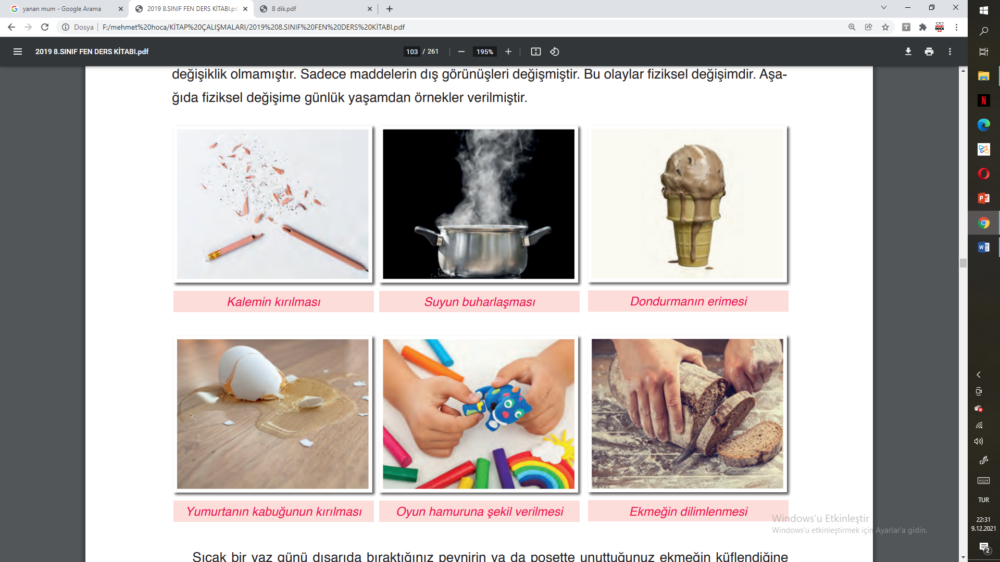 yanan mum - Google Arama
2019 8.SINIF FEN DERS KİTABI.pd
8 dik.pdf
Dosya
F:/mehmet%20hoca/KİTAP%20ÇALIŞMALARI/2019%208.SINIF%20FEN%20DERS%20KİTABI.pdf
2019 8.SINIF FEN DERS KİTABI.pdf
103 / 261
195%
değişiklik olmamıştır. Sadece maddelerin dış görünüşleri değişmiştir. Bu olaylar fiziksel değişimdir. Aşa-
ğıda fiziksel değişime günlük yaşamdan örnekler verilmiştir.
Kalemin kırılması
Suyun buharlaşması
Dondurmanın erimesi
Yumurtanın kabuğunun kırılması
Oyun hamuruna şekil verilmesi
Ekmeğin dilimlenmesi
Windows'u Etkinleştir
Windows'u etkinleştirmek için Ayarlar'a gidin.
Sıcak bir yaz günü dışarıda bıraktığınız peynirin ya da poşette unuttuğunuz ekmeğin küflendiğine
TUR
22:31
9.12.2021
2